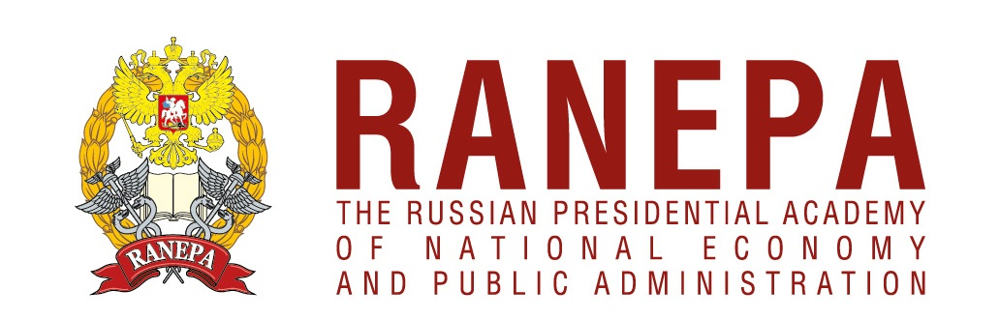 RANEPA
RANEPA
THE RUSSIAN PRESIDENTIAL ACADEMY
OF NATIONAL ECONOMY
AND PUBLIC ADMINISTRATION